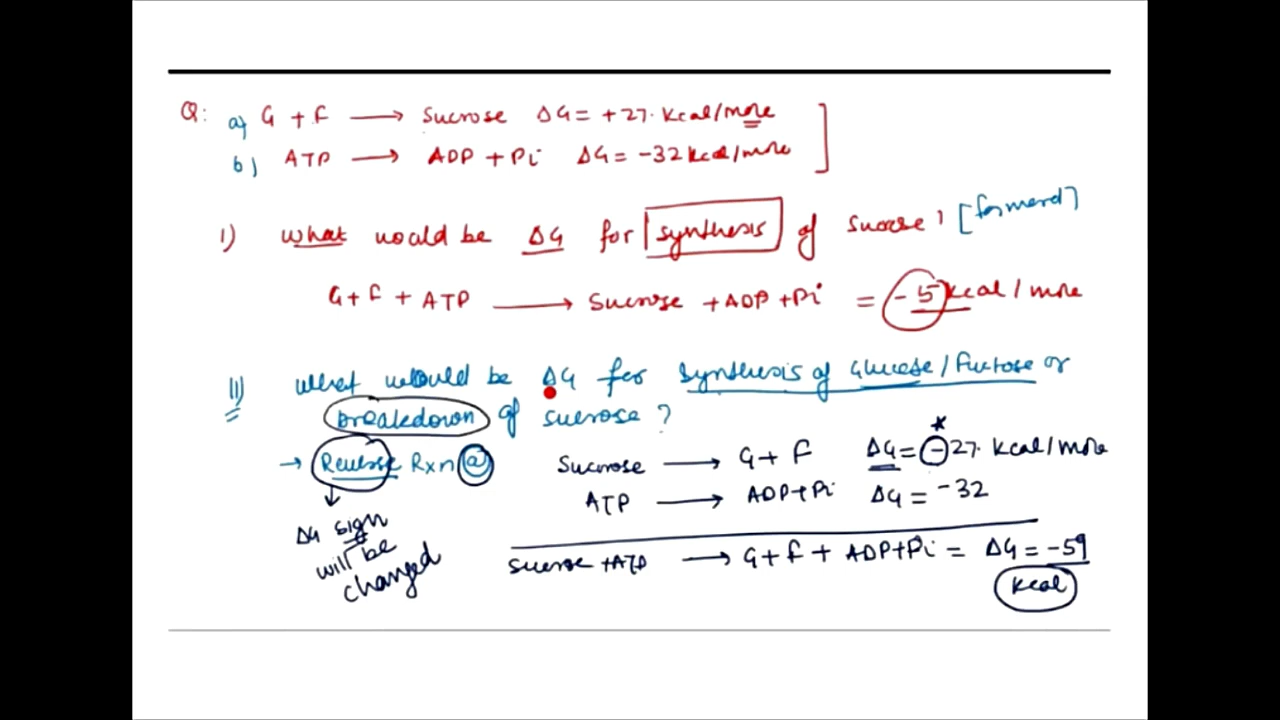 Q: a) G + F → Sucrose ΔG = +27. Kcal/mole
b) ATP → ADP + Pi ΔG = -32 kcal/mole
1) what would be ΔG for synthesis of sucrose? [forward]
G + F + ATP → Sucrose + ADP + Pi = -5 kcal / mole
11) what would be ΔG for synthesis of Glucose / fructose or
breakdown of sucrose ?
→ Reverse Rxn a
Sucrose → G + F ΔG = -27. Kcal/mole
*
ATP → ADP + Pi ΔG = -32
ΔG sign
will be
changed
Sucrose + ATP → G + F + ADP + Pi = ΔG = -59
Kcal